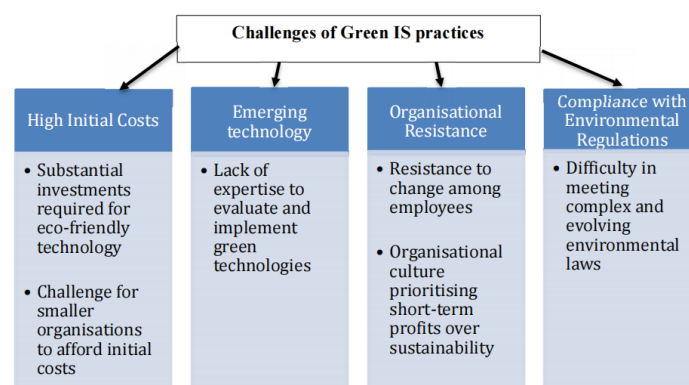 Challenges of Green IS practices
High Initial Costs
• Substantial
investments
required for
eco-friendly
technology
• Challenge for
smaller
organisations
to afford initial
costs
Emerging
technology
• Lack of
expertise to
evaluate and
implement
green
technologies
Organisational
Resistance
• Resistance to
change among
employees
• Organisational
culture
prioritising
short-term
profits over
sustainability
Compliance with
Environmental
Regulations
• Difficulty in
meeting
complex and
evolving
environmental
laws